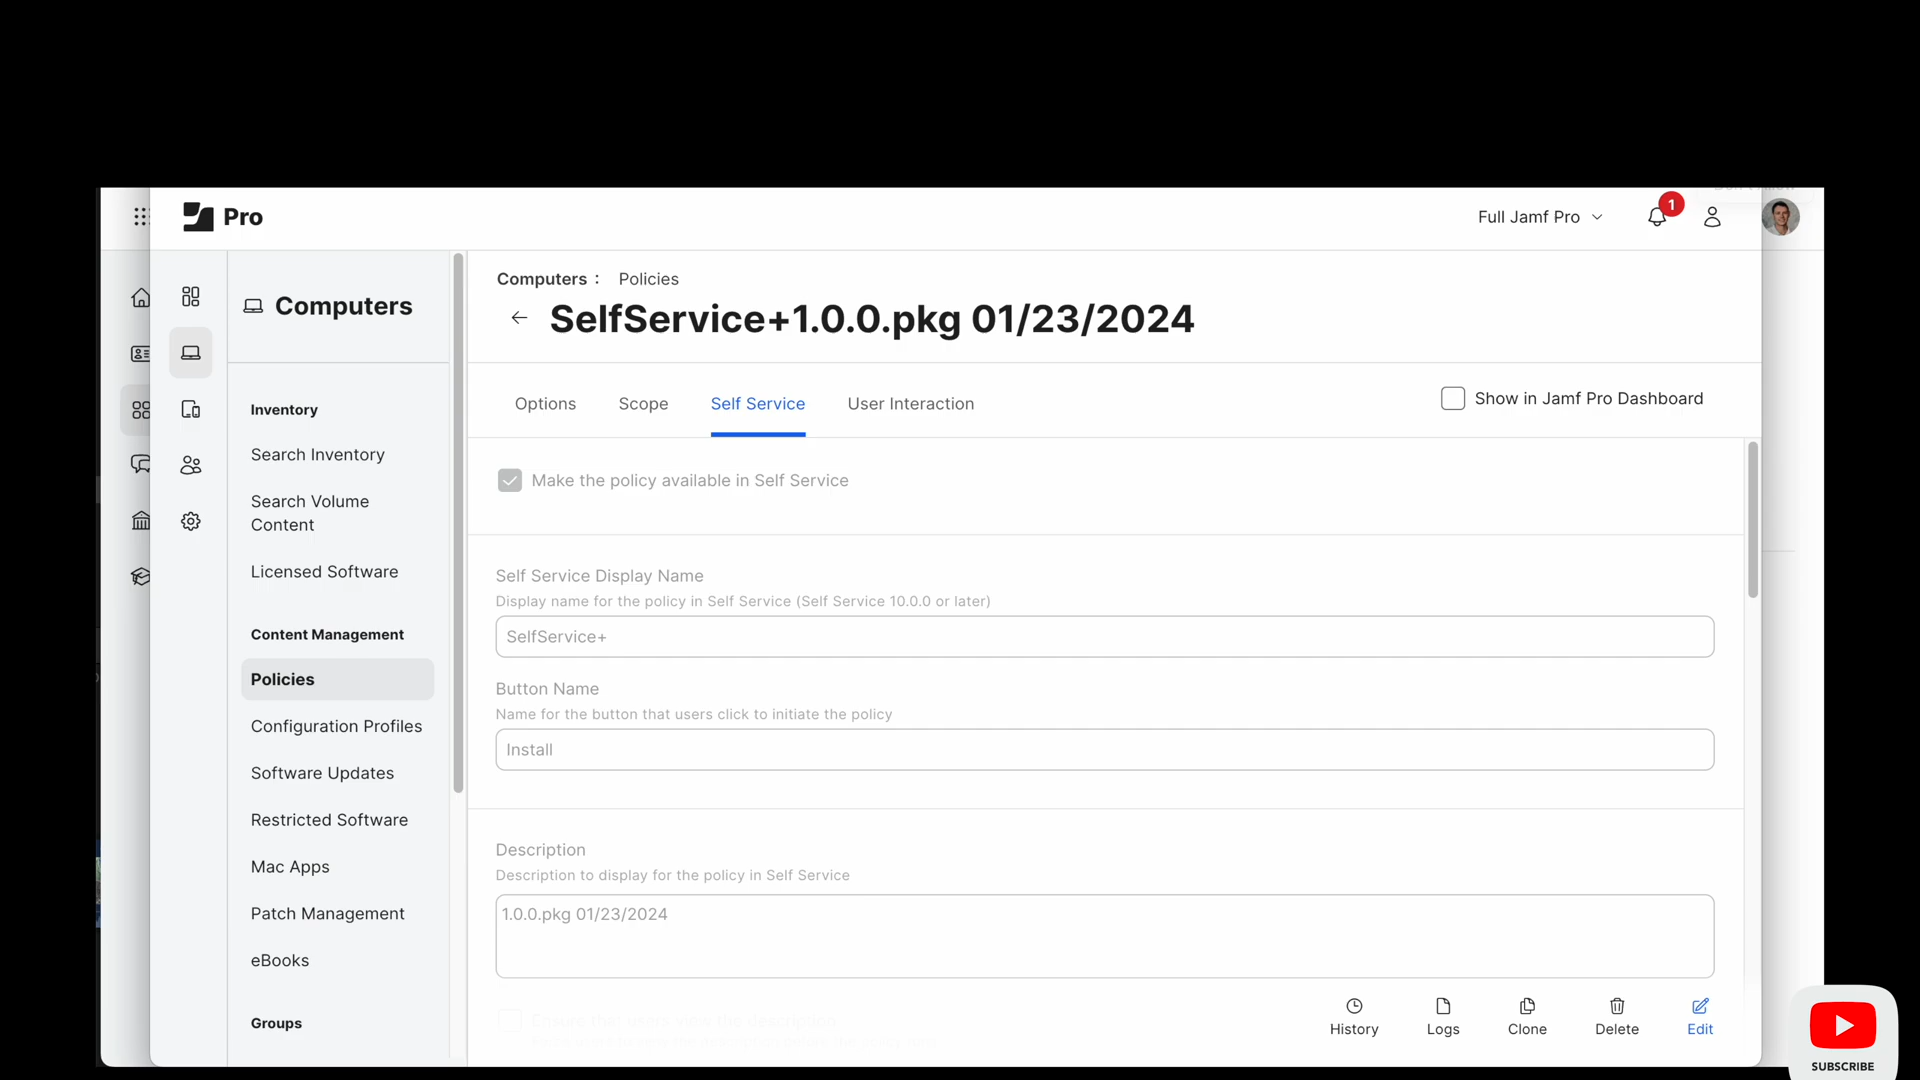 Pro
Full Jamf Pro
1
Computers
Inventory
Search Inventory
Search Volume
Content
Licensed Software
Content Management
Policies
Configuration Profiles
Software Updates
Restricted Software
Mac Apps
Patch Management
eBooks
Groups
Computers : Policies
SelfService+1.0.0.pkg 01/23/2024
Options Scope Self Service User Interaction
Show in Jamf Pro Dashboard
Make the policy available in Self Service
Self Service Display Name
Display name for the policy in Self Service (Self Service 10.0.0 or later)
SelfService+
Button Name
Name for the button that users click to initiate the policy
Install
Description
Description to display for the policy in Self Service
1.0.0.pkg 01/23/2024
Ensure that users view the description
History Logs Clone Delete Edit
SUBSCRIBE